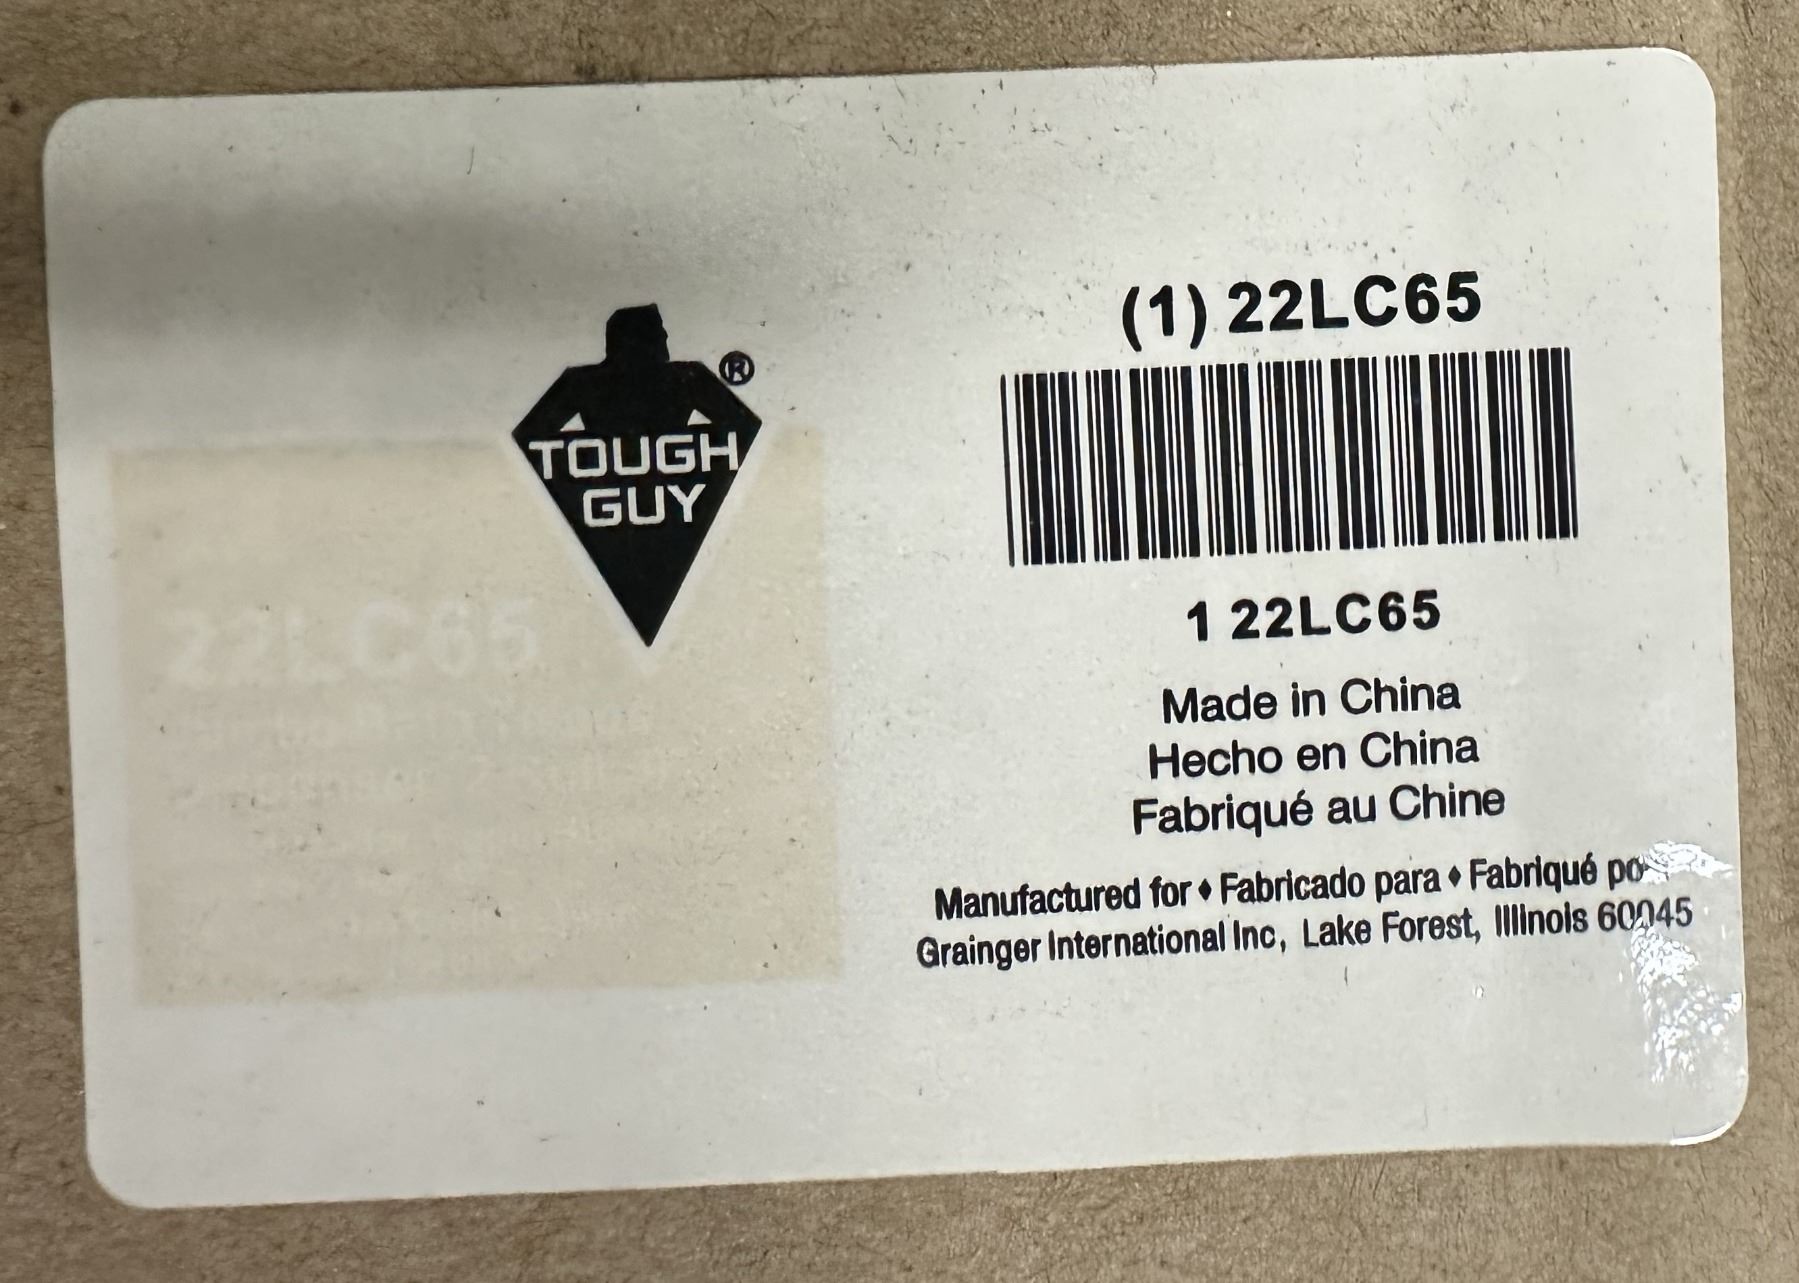 TOUGH
GUY
®
22LC65
(1) 22LC65
1 22LC65
Made in China
Hecho en China
Fabriqué au Chine
Manufactured for ♦ Fabricado para ♦ Fabriqué
Grainger International Inc, Lake Forest, Illinois 60045